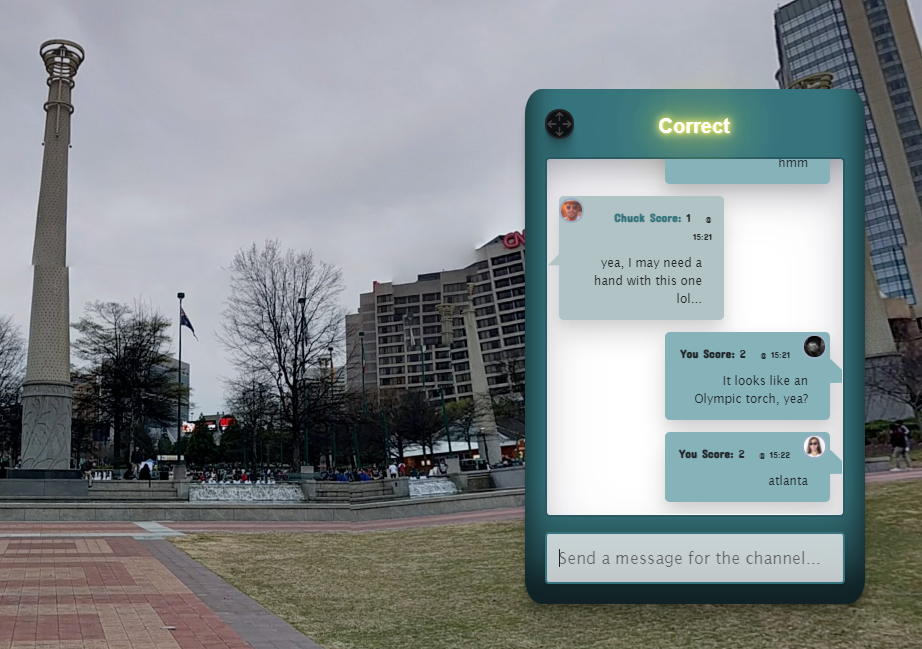 Correct
hmm
Chuck Score: 1
15:21
yea, I may need a
hand with this one
lol...
You Score: 2 15:21
It looks like an
Olympic torch, yea?
You Score: 2 15:22
atlanta
Send a message for the channel...